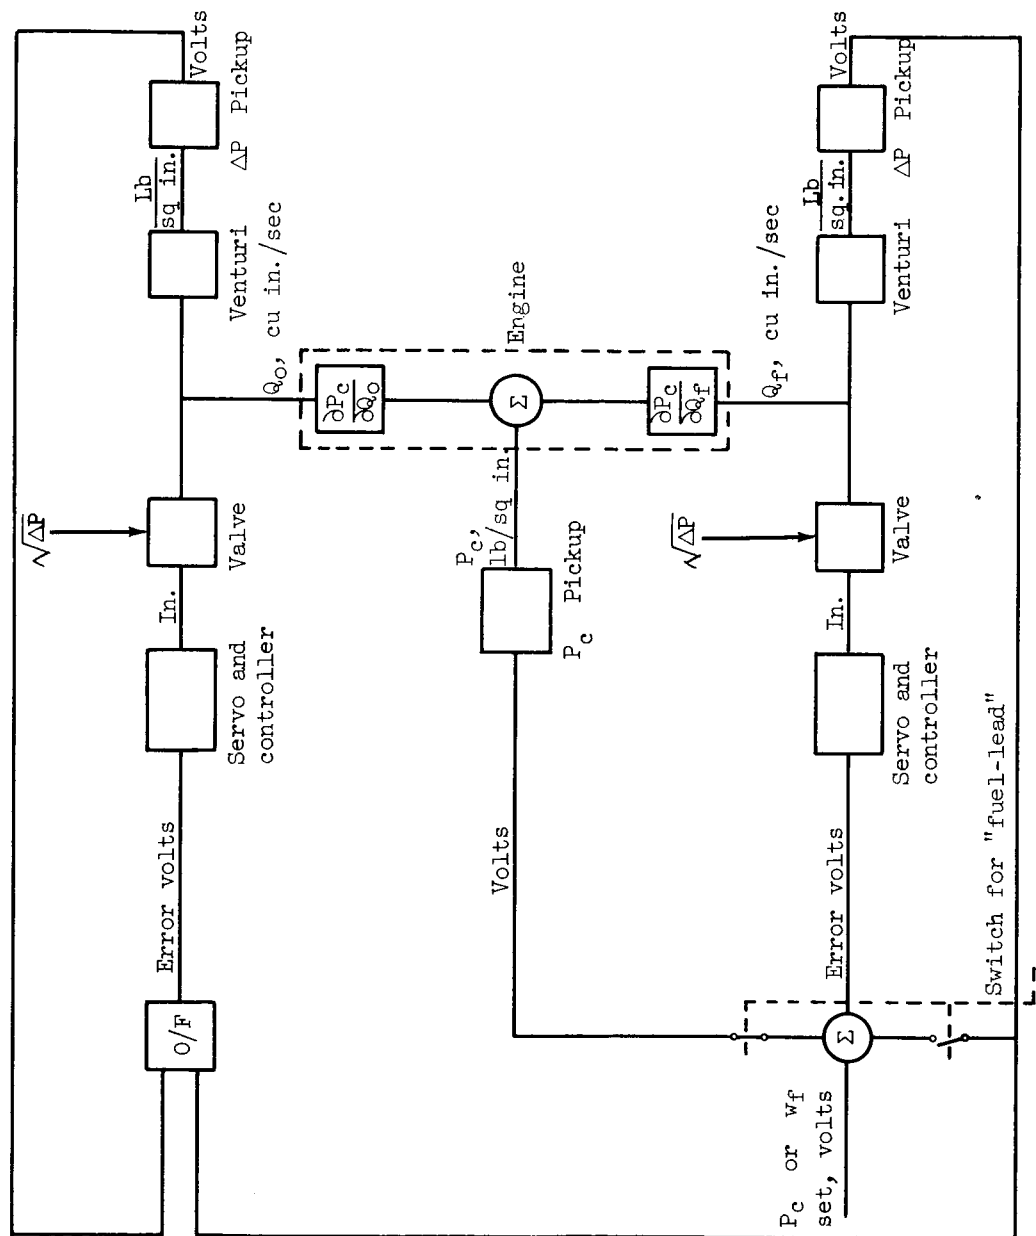 Volts
ΔP Pickup
Lb
sq in.
Venturi
Q_o, cu in./sec
√ΔP
Valve
In.
Servo and
controller
Error volts
O/F
Engine
∂P_c
∂Q_o
Σ
∂P_c
∂Q_f
P_c,
lb/sq in.
P_c Pickup
Volts
Volts
ΔP Pickup
Lb
sq. in.
Venturi
Q_f, cu in./sec
√ΔP
Valve
In.
Servo and
controller
Error volts
Σ
P_c or w_f
set, volts
Switch for "fuel-lead"